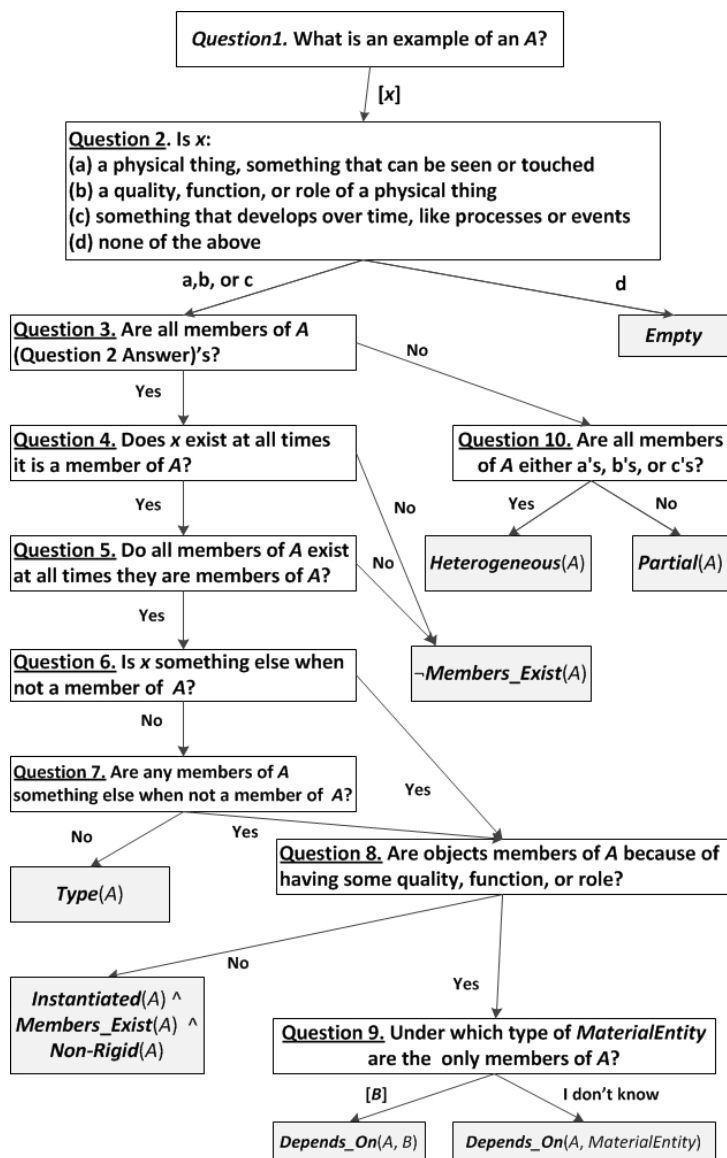 Question1. What is an example of an A?
[x]
Question 2. Is x:
(a) a physical thing, something that can be seen or touched
(b) a quality, function, or role of a physical thing
(c) something that develops over time, like processes or events
(d) none of the above
a,b, or c
d
Question 3. Are all members of A
(Question 2 Answer)'s?
Empty
No
Yes
Question 4. Does x exist at all times
it is a member of A?
Question 10. Are all members
of A either a's, b's, or c's?
Yes
No
Yes
No
Question 5. Do all members of A exist
at all times they are members of A?
No
Heterogeneous(A)
Partial(A)
Yes
Question 6. Is x something else when
not a member of A?
¬Members_Exist(A)
No
Yes
Question 7. Are any members of A
something else when not a member of A?
No
Yes
Question 8. Are objects members of A because of
having some quality, function, or role?
Type(A)
No
Yes
Instantiated(A) ^
Members_Exist(A) ^
Non-Rigid(A)
Question 9. Under which type of MaterialEntity
are the only members of A?
[B]
I don't know
Depends_On(A, B)
Depends_On(A, MaterialEntity)